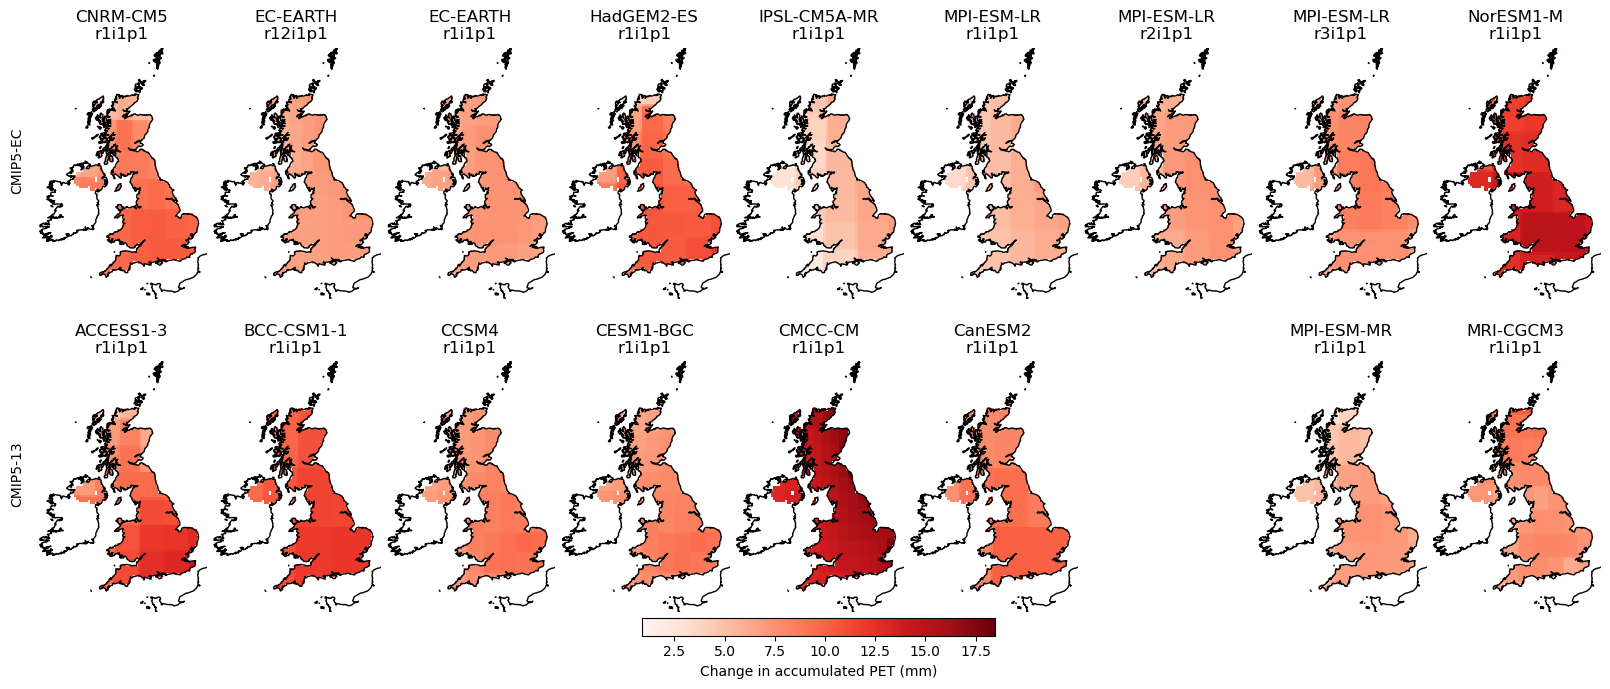 CNRM-CM5
r1i1p1
EC-EARTH
r12i1p1
EC-EARTH
r1i1p1
HadGEM2-ES
r1i1p1
IPSL-CM5A-MR
r1i1p1
MPI-ESM-LR
r1i1p1
MPI-ESM-LR
r2i1p1
MPI-ESM-LR
r3i1p1
NorESM1-M
r1i1p1
CMIP5-EC
ACCESS1-3
r1i1p1
BCC-CSM1-1
r1i1p1
CCSM4
r1i1p1
CESM1-BGC
r1i1p1
CMCC-CM
r1i1p1
CanESM2
r1i1p1
MPI-ESM-MR
r1i1p1
MRI-CGCM3
r1i1p1
CMIP5-13
2.5 5.0 7.5 10.0 12.5 15.0 17.5
Change in accumulated PET (mm)